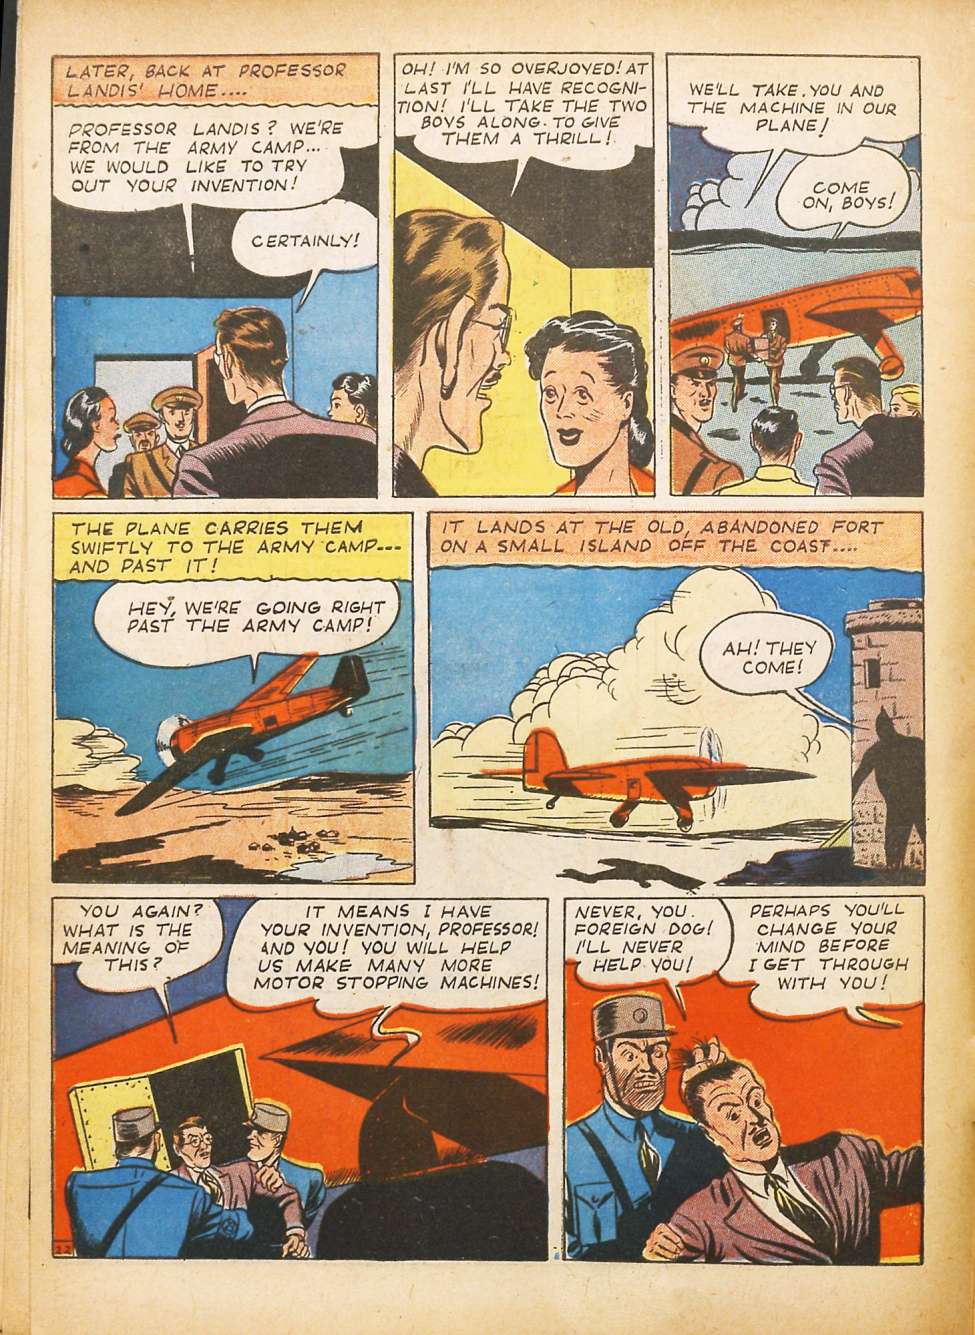 LATER, BACK AT PROFESSOR
LANDIS' HOME....
PROFESSOR LANDIS? WE'RE
FROM THE ARMY CAMP...
WE WOULD LIKE TO TRY
OUT YOUR INVENTION!
CERTAINLY!
OH! I'M SO OVERJOYED! AT
LAST I'LL HAVE RECOGNI-
TION! I'LL TAKE THE TWO
BOYS ALONG TO GIVE
THEM A THRILL!
WE'LL TAKE YOU AND
THE MACHINE IN OUR
PLANE!
COME
ON, BOYS!
THE PLANE CARRIES THEM
SWIFTLY TO THE ARMY CAMP---
AND PAST IT!
HEY, WE'RE GOING RIGHT
PAST THE ARMY CAMP!
IT LANDS AT THE OLD, ABANDONED FORT
ON A SMALL ISLAND OFF THE COAST....
AH! THEY
COME!
YOU AGAIN?
WHAT IS THE
MEANING OF
THIS?
IT MEANS I HAVE
YOUR INVENTION, PROFESSOR!
AND YOU! YOU WILL HELP
US MAKE MANY MORE
MOTOR STOPPING MACHINES!
NEVER, YOU
FOREIGN DOG!
I'LL NEVER
HELP YOU!
PERHAPS YOU'LL
CHANGE YOUR
MIND BEFORE
I GET THROUGH
WITH YOU!